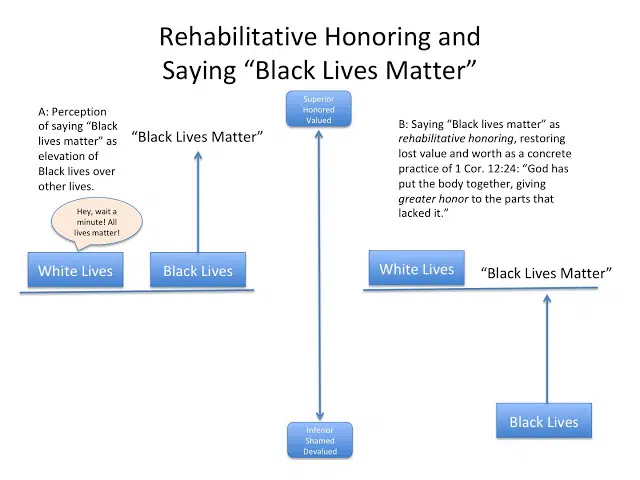 Rehabilitative Honoring and
Saying “Black Lives Matter”
A: Perception
of saying “Black
lives matter” as
elevation of
Black lives over
other lives.
“Black Lives Matter”
Hey, wait a
minute! All
lives matter!
White Lives
Black Lives
Superior
Honored
Valued
Inferior
Shamed
Devalued
B: Saying “Black lives matter” as
rehabilitative honoring, restoring
lost value and worth as a concrete
practice of 1 Cor. 12:24: “God has
put the body together, giving
greater honor to the parts that
lacked it.”
White Lives
“Black Lives Matter”
Black Lives